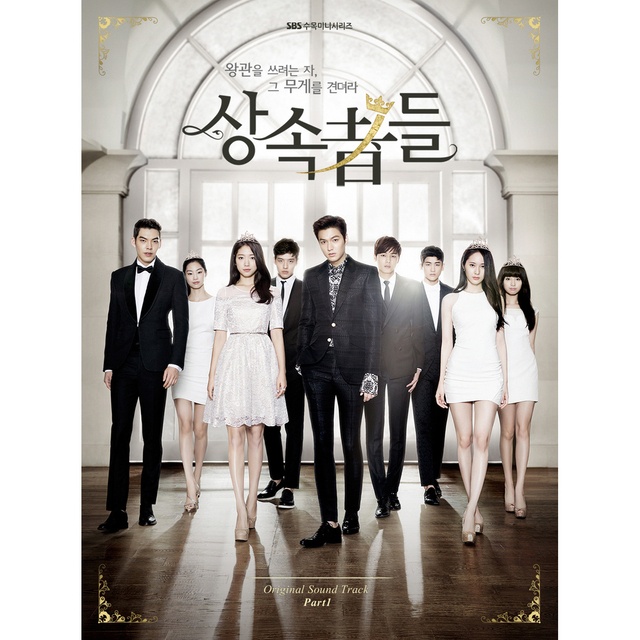 SBS 수목미니시리즈
왕관을 쓰려는 자,
그 무게를 견뎌라
상속者들
Original Sound Track
Part1